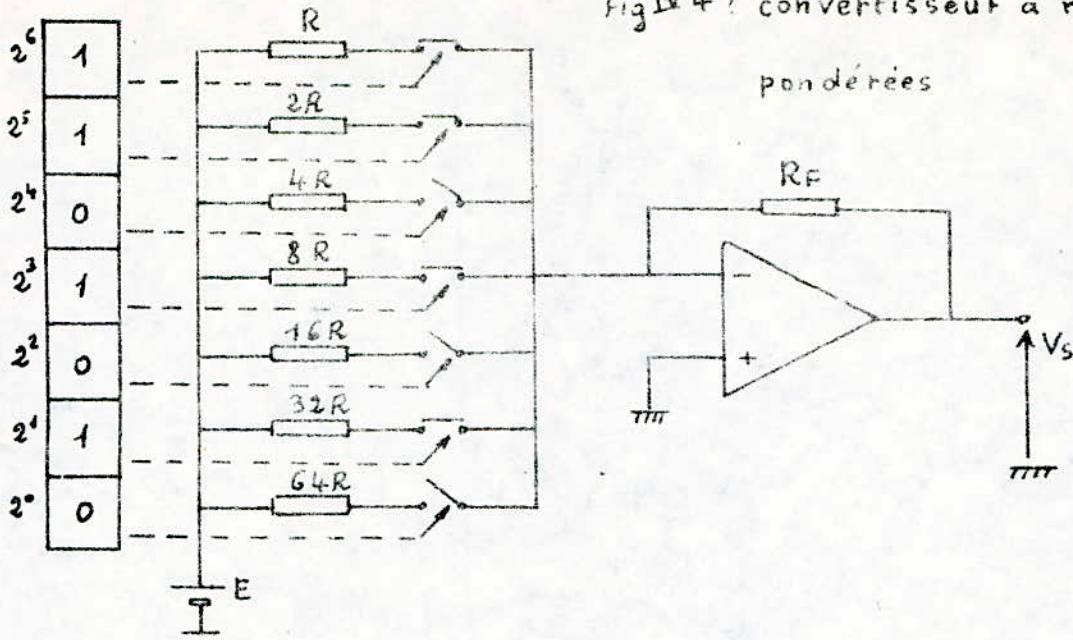 Fig IV 4 : convertisseur à r
pondérées
2⁶ 1 R
2⁵ 1 2R
2⁴ 0 4R
2³ 1 8R
2² 0 16R
2¹ 1 32R
2⁰ 0 64R
RF
−
+
Vs
E